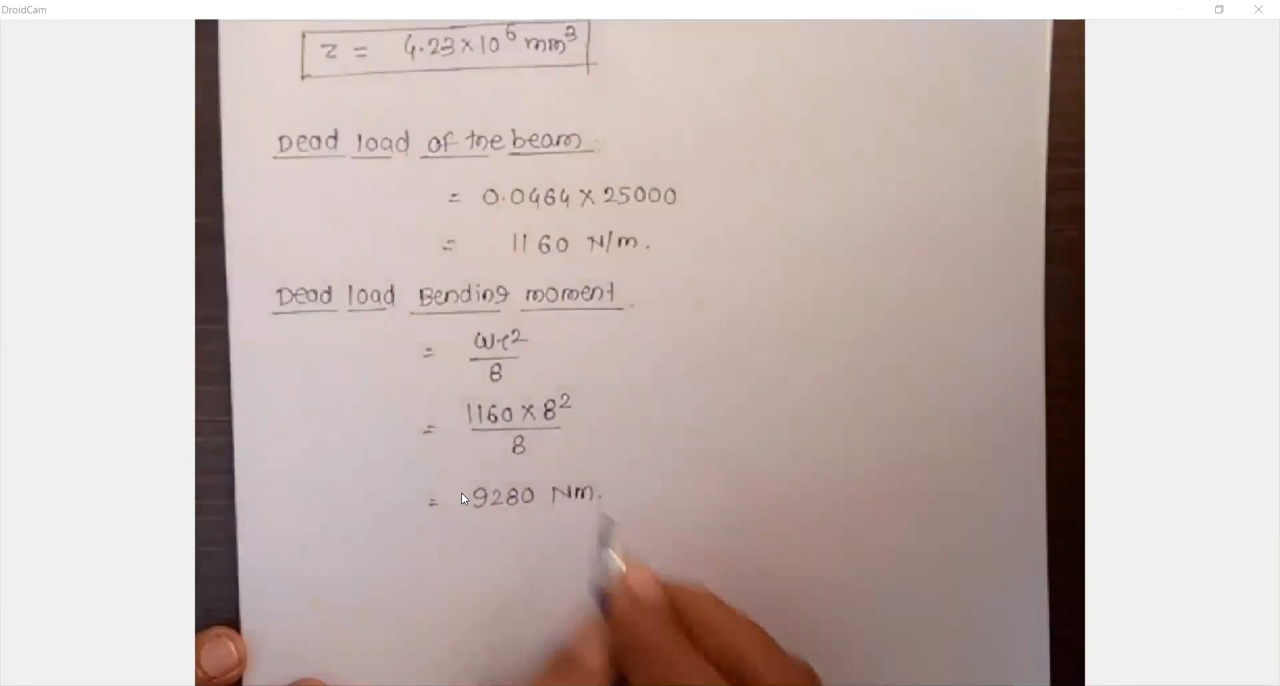 DroidCam
z = 4.23 × 10⁶ mm³
Dead load of the beam.
= 0.0464 × 25000
= 1160 N/m.
Dead load Bending moment.
= ωℓ²
8
= 1160 × 8²
8
= 9280 Nm.